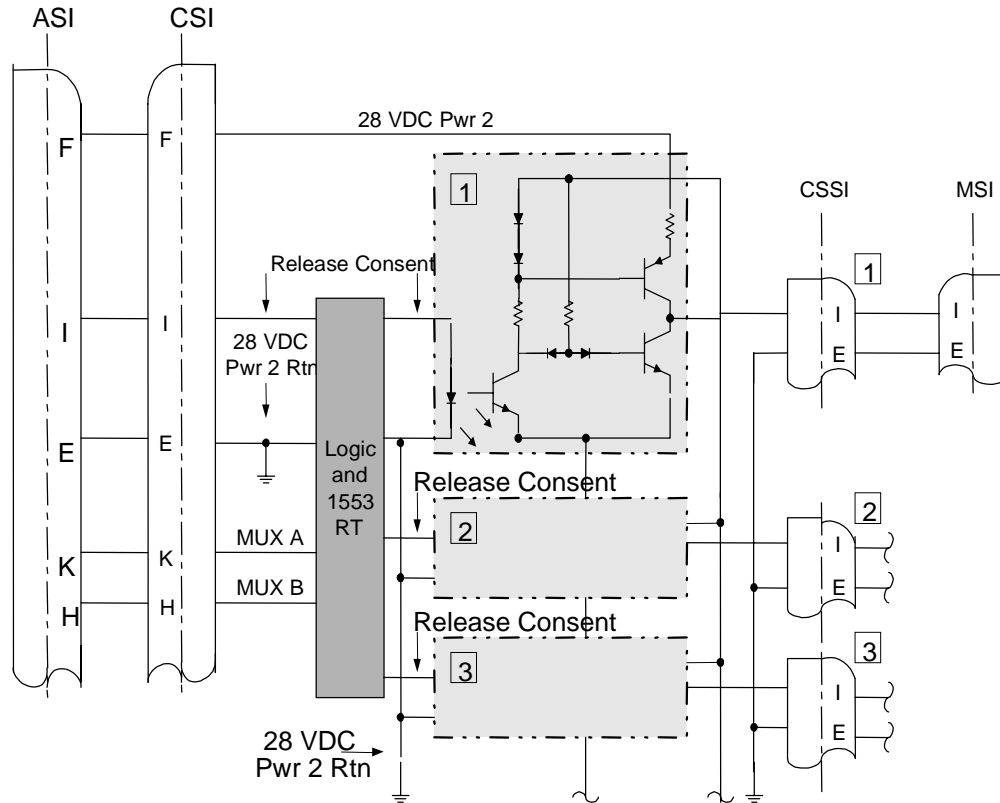 ASI
CSI
28 VDC Pwr 2
F
F
1
CSSI
MSI
1
Release Consent
I
I
I
I
28 VDC
Pwr 2 Rtn
E
E
E
E
Logic
and
1553
RT
Release Consent
2
2
MUX A
K
K
I
MUX B
H
H
E
Release Consent
3
3
I
E
28 VDC
Pwr 2 Rtn